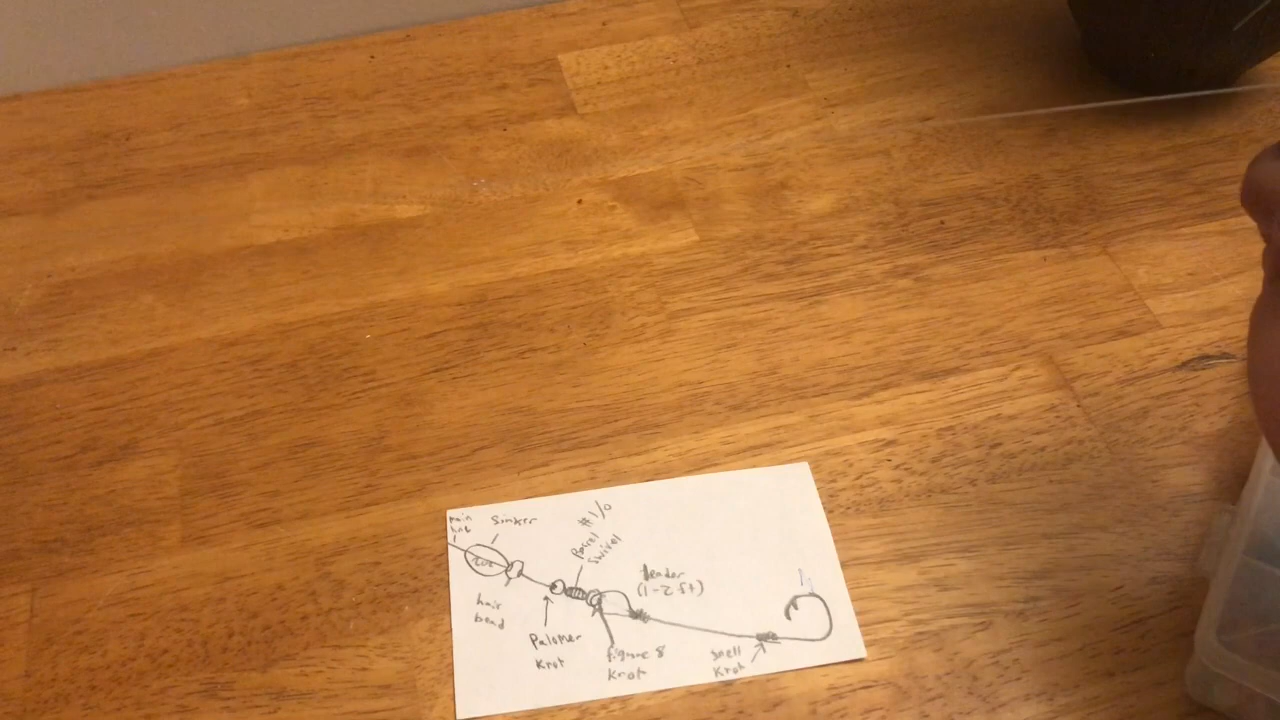 main
line
Sinker
2oz
hair
bead
Palomer
Knot
Barrel #1/0
Swivel
figure 8
Knot
leader
(1-2 ft)
Snell
Knot